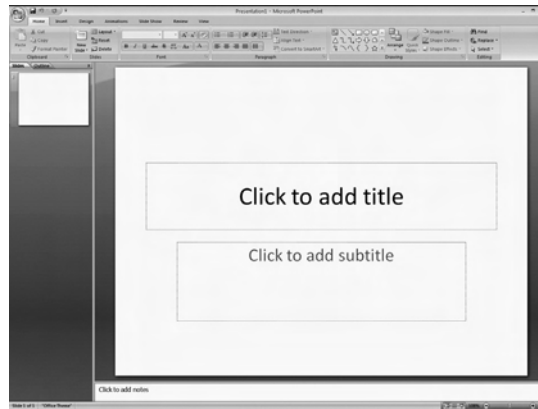 Presentation1 - Microsoft PowerPoint
Home Insert Design Animations Slide Show Review View
Cut
Copy
Format Painter
Paste
Clipboard
New
Slide
Layout
Reset
Delete
Slides
Font
Text Direction
Align Text
Convert to SmartArt
Paragraph
Arrange
Quick
Styles
Shape Fill
Shape Outline
Shape Effects
Drawing
Find
Replace
Select
Editing
Slides Outline
Click to add title
Click to add subtitle
Click to add notes
Slide 1 of 1 "Office Theme"